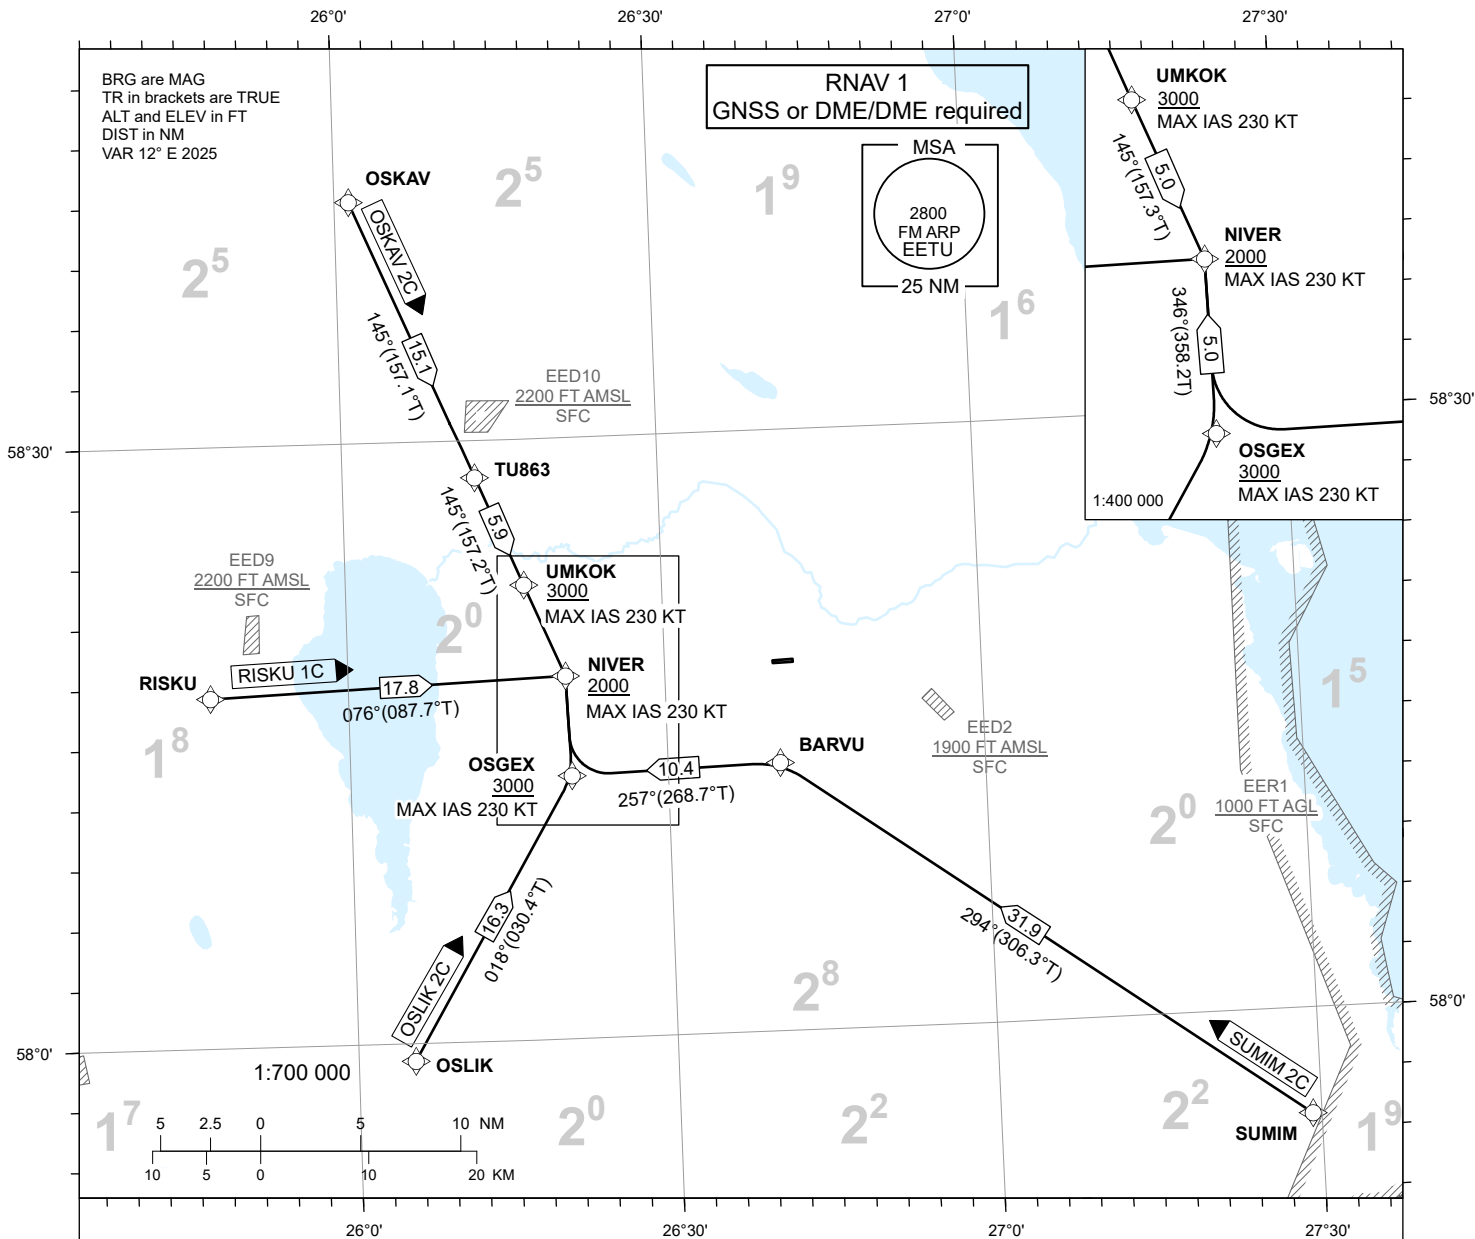 26°0'
26°30'
27°0'
27°30'
BRG are MAG
TR in brackets are TRUE
ALT and ELEV in FT
DIST in NM
VAR 12° E 2025
RNAV 1
GNSS or DME/DME required
MSA
2800
FM ARP
EETU
25 NM
UMKOK
3000
MAX IAS 230 KT
145°(157.3°T)
5.0
NIVER
2000
MAX IAS 230 KT
346°(358.2T)
5.0
OSGEX
3000
MAX IAS 230 KT
1:400 000
OSKAV
OSKAV 2C
2⁵
1⁹
2⁵
1⁶
15.1
145°(157.1°T)
EED10
2200 FT AMSL
SFC
58°30'
58°30'
TU863
5.9
145°(157.2°T)
EED9
2200 FT AMSL
SFC
UMKOK
3000
MAX IAS 230 KT
2⁰
RISKU
RISKU 1C
17.8
076°(087.7°T)
NIVER
2000
MAX IAS 230 KT
1⁵
1⁸
EED2
1900 FT AMSL
SFC
BARVU
OSGEX
3000
MAX IAS 230 KT
10.4
257°(268.7°T)
EER1
1000 FT AGL
SFC
2⁰
16.3
018°(030.4°T)
31.9
294°(306.3°T)
OSLIK 2C
2⁸
58°0'
58°0'
OSLIK
SUMIM 2C
SUMIM
1:700 000
1⁷
2⁰
2²
2²
1⁹
5 2.5 0 5 10 NM
10 5 0 10 20 KM
26°0'
26°30'
27°0'
27°30'